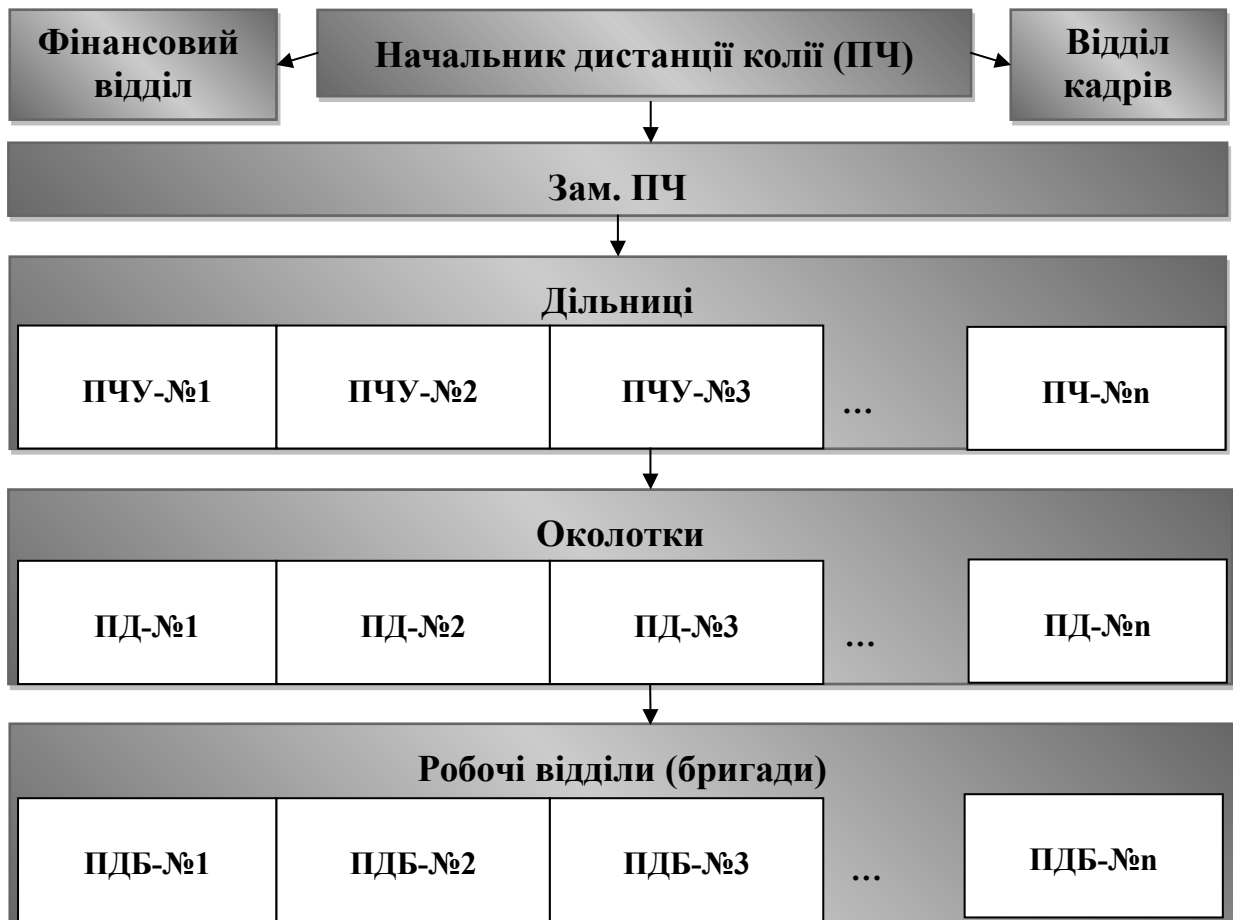 Фінансовий
відділ
Начальник дистанції колії (ПЧ)
Відділ
кадрів
Зам. ПЧ
Дільниці
ПЧУ-№1
ПЧУ-№2
ПЧУ-№3
...
ПЧ-№n
Околотки
ПД-№1
ПД-№2
ПД-№3
...
ПД-№n
Робочі відділи (бригади)
ПДБ-№1
ПДБ-№2
ПДБ-№3
...
ПДБ-№n